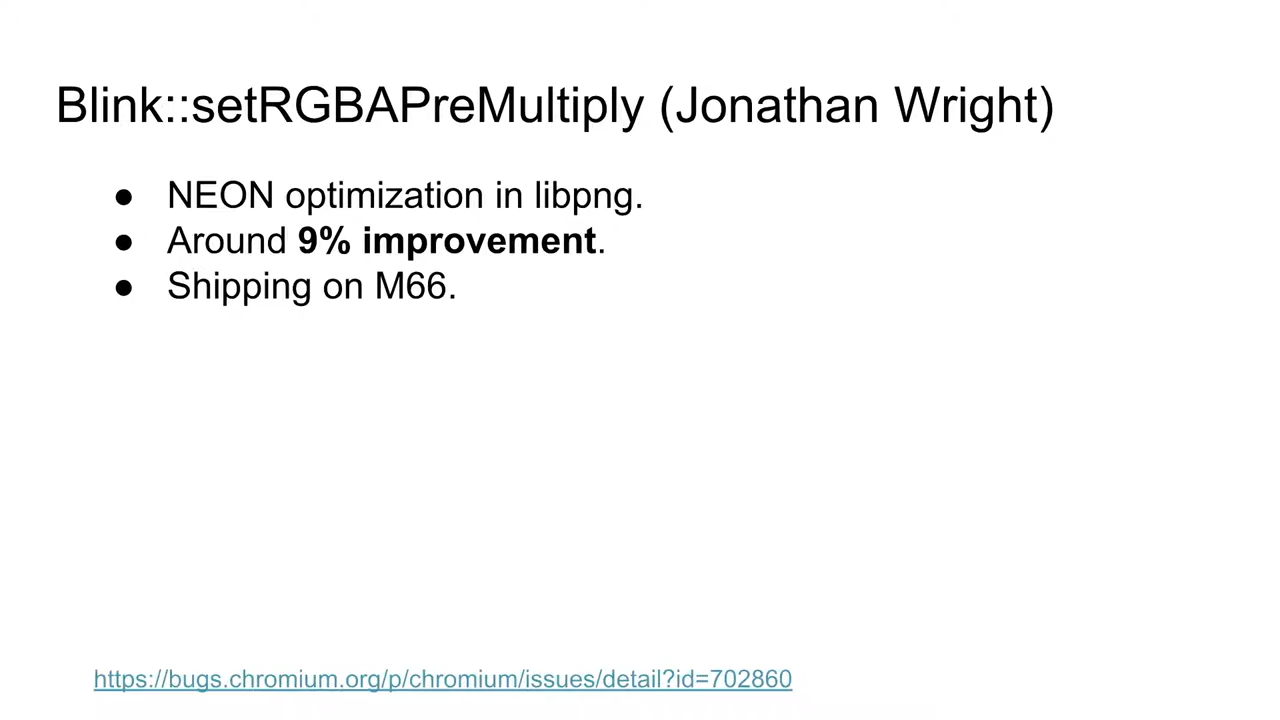 Blink::setRGBAPreMultiply (Jonathan Wright)
● NEON optimization in libpng.
● Around 9% improvement.
● Shipping on M66.
https://bugs.chromium.org/p/chromium/issues/detail?id=702860